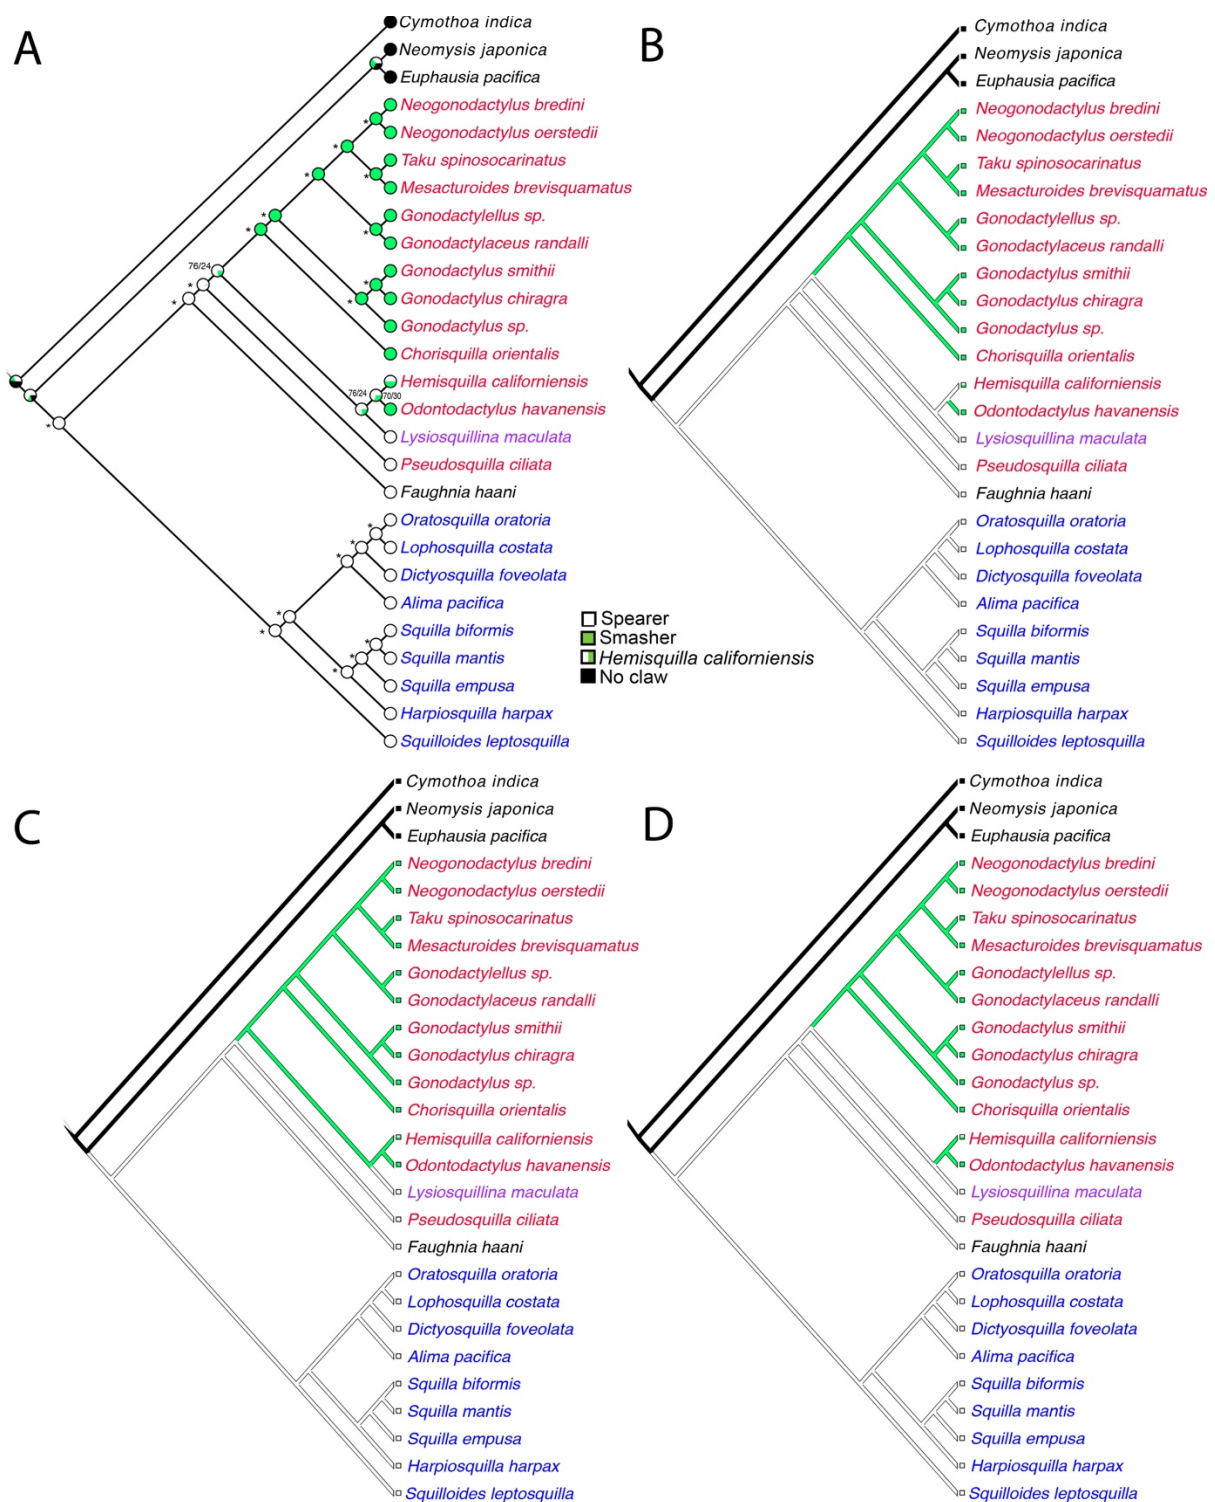 A
Cymothoa indica
Neomysis japonica
Euphausia pacifica
Neogonodactylus bredini
*
Neogonodactylus oerstedii
*
Taku spinosocarinatus
*
Mesacturoides brevisquamatus
Gonodactylellus sp.
*
*
Gonodactylaceus randalli
*
76/24
Gonodactylus smithii
*
*
Gonodactylus chiragra
*
*
Gonodactylus sp.
Chorisquilla orientalis
Hemisquilla californiensis
76/24
70/30
Odontodactylus havanensis
*
Lysiosquillina maculata
Pseudosquilla ciliata
Faughnia haani
Oratosquilla oratoria
*
Lophosquilla costata
*
*
Dictyosquilla foveolata
Alima pacifica
*
*
Squilla biformis
*
Squilla mantis
*
*
Squilla empusa
Harpiosquilla harpax
Squilloides leptosquilla
Spearer
Smasher
Hemisquilla californiensis
No claw
B
Cymothoa indica
Neomysis japonica
Euphausia pacifica
Neogonodactylus bredini
Neogonodactylus oerstedii
Taku spinosocarinatus
Mesacturoides brevisquamatus
Gonodactylellus sp.
Gonodactylaceus randalli
Gonodactylus smithii
Gonodactylus chiragra
Gonodactylus sp.
Chorisquilla orientalis
Hemisquilla californiensis
Odontodactylus havanensis
Lysiosquillina maculata
Pseudosquilla ciliata
Faughnia haani
Oratosquilla oratoria
Lophosquilla costata
Dictyosquilla foveolata
Alima pacifica
Squilla biformis
Squilla mantis
Squilla empusa
Harpiosquilla harpax
Squilloides leptosquilla
C
Cymothoa indica
Neomysis japonica
Euphausia pacifica
Neogonodactylus bredini
Neogonodactylus oerstedii
Taku spinosocarinatus
Mesacturoides brevisquamatus
Gonodactylellus sp.
Gonodactylaceus randalli
Gonodactylus smithii
Gonodactylus chiragra
Gonodactylus sp.
Chorisquilla orientalis
Hemisquilla californiensis
Odontodactylus havanensis
Lysiosquillina maculata
Pseudosquilla ciliata
Faughnia haani
Oratosquilla oratoria
Lophosquilla costata
Dictyosquilla foveolata
Alima pacifica
Squilla biformis
Squilla mantis
Squilla empusa
Harpiosquilla harpax
Squilloides leptosquilla
D
Cymothoa indica
Neomysis japonica
Euphausia pacifica
Neogonodactylus bredini
Neogonodactylus oerstedii
Taku spinosocarinatus
Mesacturoides brevisquamatus
Gonodactylellus sp.
Gonodactylaceus randalli
Gonodactylus smithii
Gonodactylus chiragra
Gonodactylus sp.
Chorisquilla orientalis
Hemisquilla californiensis
Odontodactylus havanensis
Lysiosquillina maculata
Pseudosquilla ciliata
Faughnia haani
Oratosquilla oratoria
Lophosquilla costata
Dictyosquilla foveolata
Alima pacifica
Squilla biformis
Squilla mantis
Squilla empusa
Harpiosquilla harpax
Squilloides leptosquilla